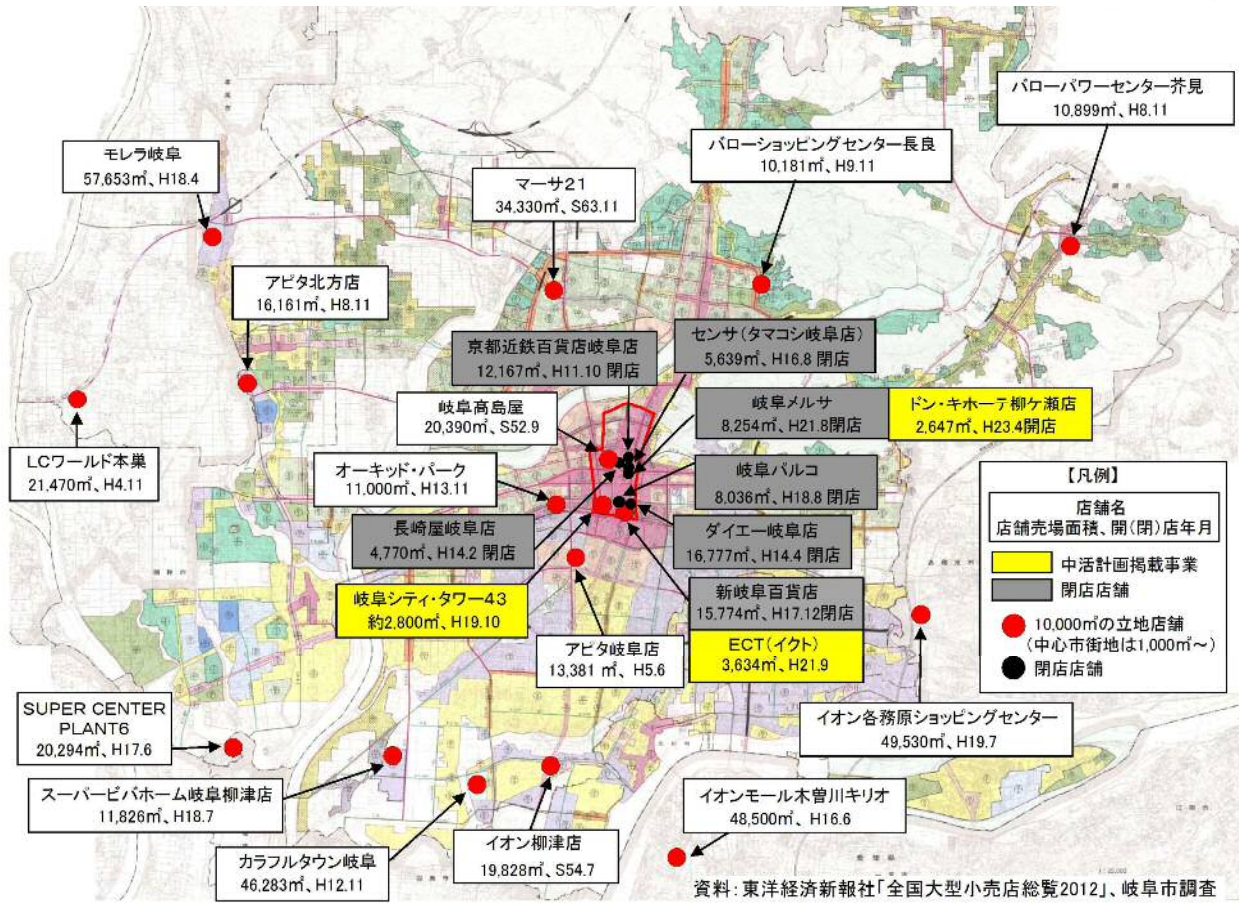 バローパワーセンター芥見
10,899㎡、H8.11
モレラ岐阜
57,653㎡、H18.4
マーサ21
34,330㎡、S63.11
バローショッピングセンター長良
10,181㎡、H9.11
アピタ北方店
16,161㎡、H8.11
京都近鉄百貨店岐阜店
12,167㎡、H11.10 閉店
センサ(タマコシ岐阜店)
5,639㎡、H16.8 閉店
岐阜高島屋
20,390㎡、S52.9
岐阜メルサ
8,254㎡、H21.8閉店
ドン・キホーテ柳ケ瀬店
2,647㎡、H23.4開店
LCワールド本巣
21,470㎡、H4.11
オーキッド・パーク
11,000㎡、H13.11
岐阜パルコ
8,036㎡、H18.8 閉店
長崎屋岐阜店
4,770㎡、H14.2 閉店
ダイエー岐阜店
16,777㎡、H14.4 閉店
【凡例】
店舗名
店舗売場面積、開(閉)店年月
中活計画掲載事業
閉店店舗
10,000㎡の立地店舗
(中心市街地は1,000㎡~)
閉店店舗
岐阜シティ・タワー43
約2,800㎡、H19.10
新岐阜百貨店
15,774㎡、H17.12閉店
ECT(イクト)
3,634㎡、H21.9
アピタ岐阜店
13,381 ㎡、H5.6
SUPER CENTER
PLANT6
20,294㎡、H17.6
イオン各務原ショッピングセンター
49,530㎡、H19.7
スーパービバホーム岐阜柳津店
11,826㎡、H18.7
イオンモール木曽川キリオ
48,500㎡、H16.6
カラフルタウン岐阜
46,283㎡、H12.11
イオン柳津店
19,828㎡、S54.7
資料:東洋経済新報社「全国大型小売店総覧2012」、岐阜市調査